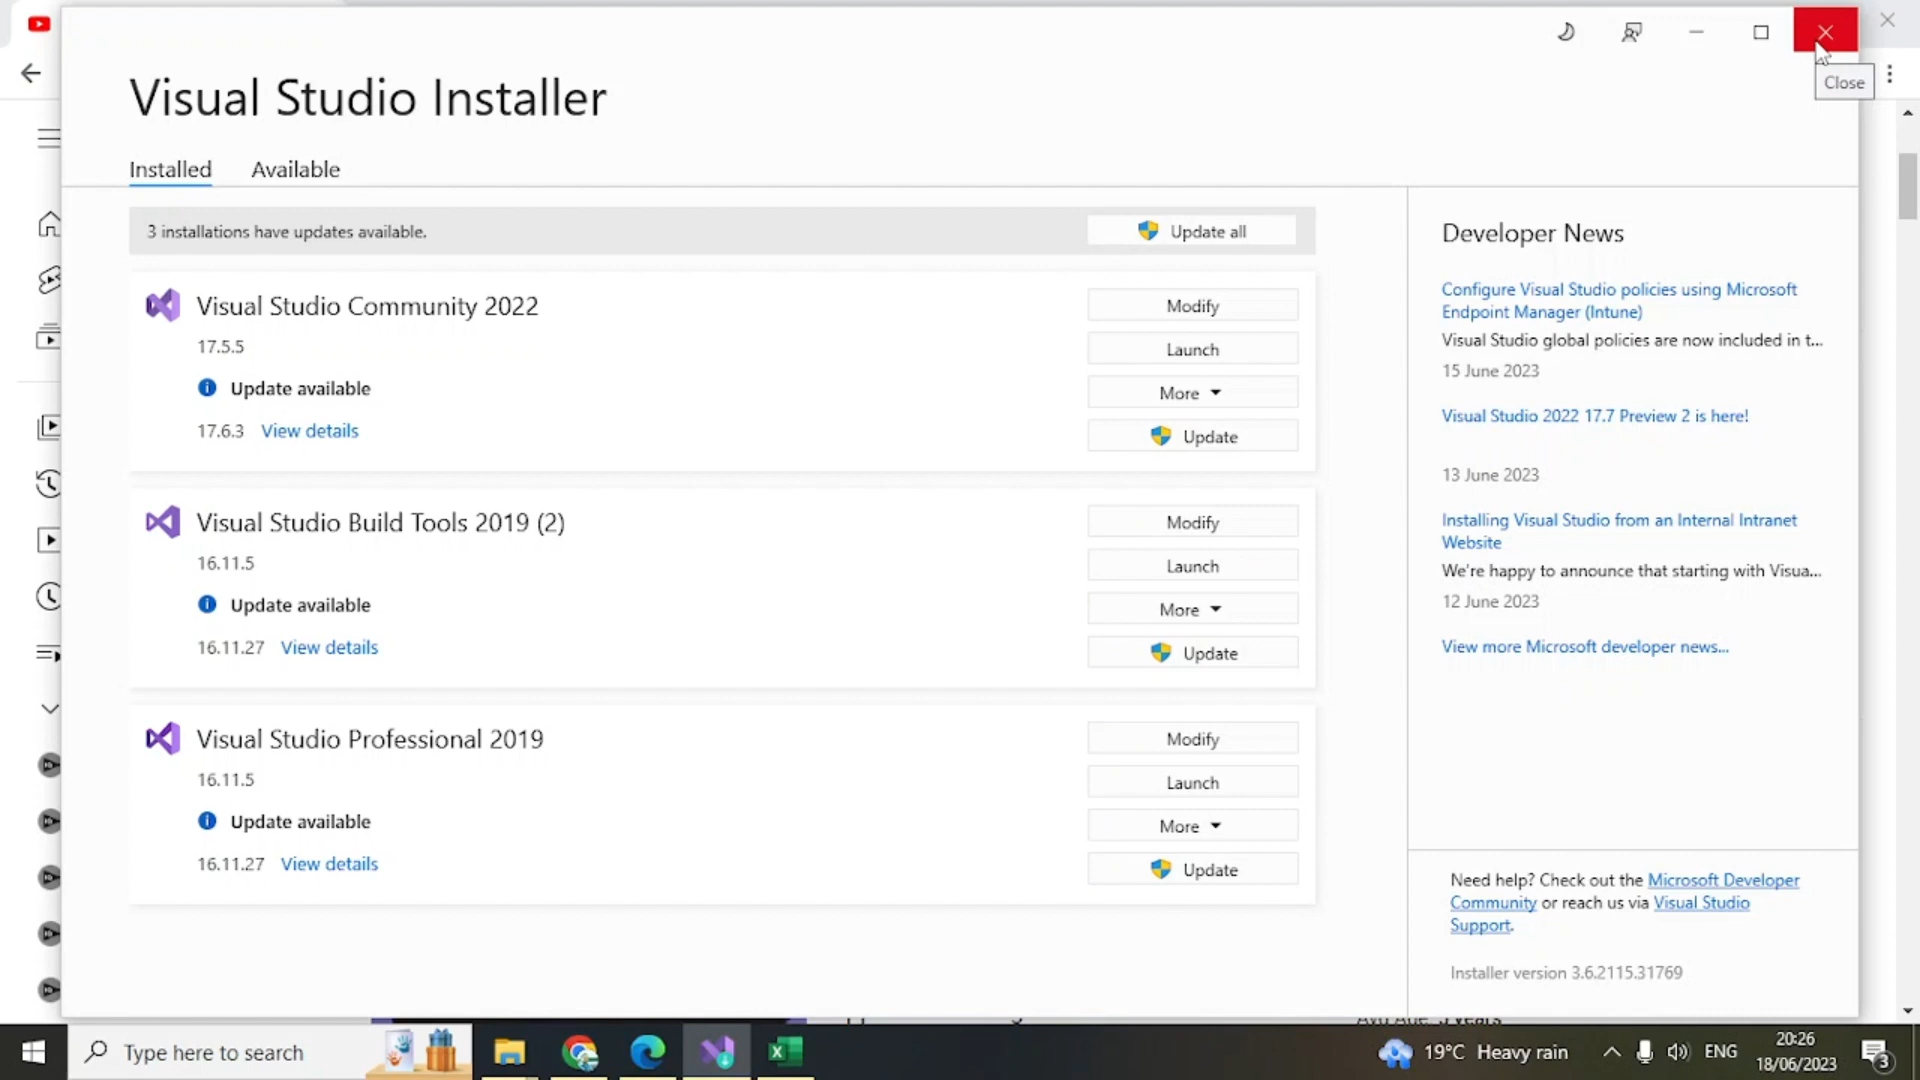 Close
Visual Studio Installer
Installed
Available
3 installations have updates available.
Update all
Visual Studio Community 2022
17.5.5
Update available
17.6.3 View details
Modify
Launch
More
Update
Visual Studio Build Tools 2019 (2)
16.11.5
Update available
16.11.27 View details
Modify
Launch
More
Update
Visual Studio Professional 2019
16.11.5
Update available
16.11.27 View details
Modify
Launch
More
Update
Developer News
Configure Visual Studio policies using Microsoft
Endpoint Manager (Intune)
Visual Studio global policies are now included in t...
15 June 2023
Visual Studio 2022 17.7 Preview 2 is here!
13 June 2023
Installing Visual Studio from an Internal Intranet
Website
We're happy to announce that starting with Visua...
12 June 2023
View more Microsoft developer news...
Need help? Check out the Microsoft Developer
Community or reach us via Visual Studio
Support.
Installer version 3.6.2115.31769
Type here to search
19°C Heavy rain
ENG
20:26
18/06/2023
3